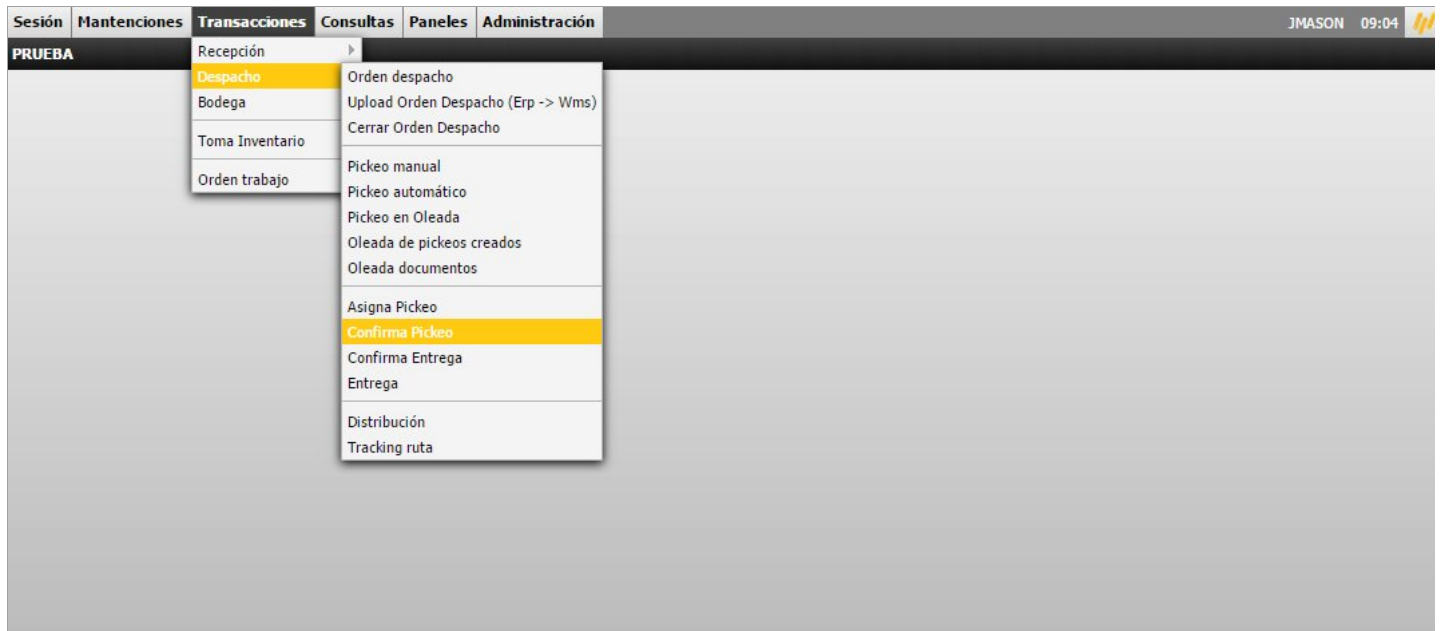 Sesión Mantenciones Transacciones Consultas Paneles Administración JMASON 09:04
PRUEBA
Recepción
Despacho
Bodega
Toma Inventario
Orden trabajo
Orden despacho
Upload Orden Despacho (Erp -> Wms)
Cerrar Orden Despacho
Pickeo manual
Pickeo automático
Pickeo en Oleada
Oleada de pickeos creados
Oleada documentos
Asigna Pickeo
Confirma Pickeo
Confirma Entrega
Entrega
Distribución
Tracking ruta